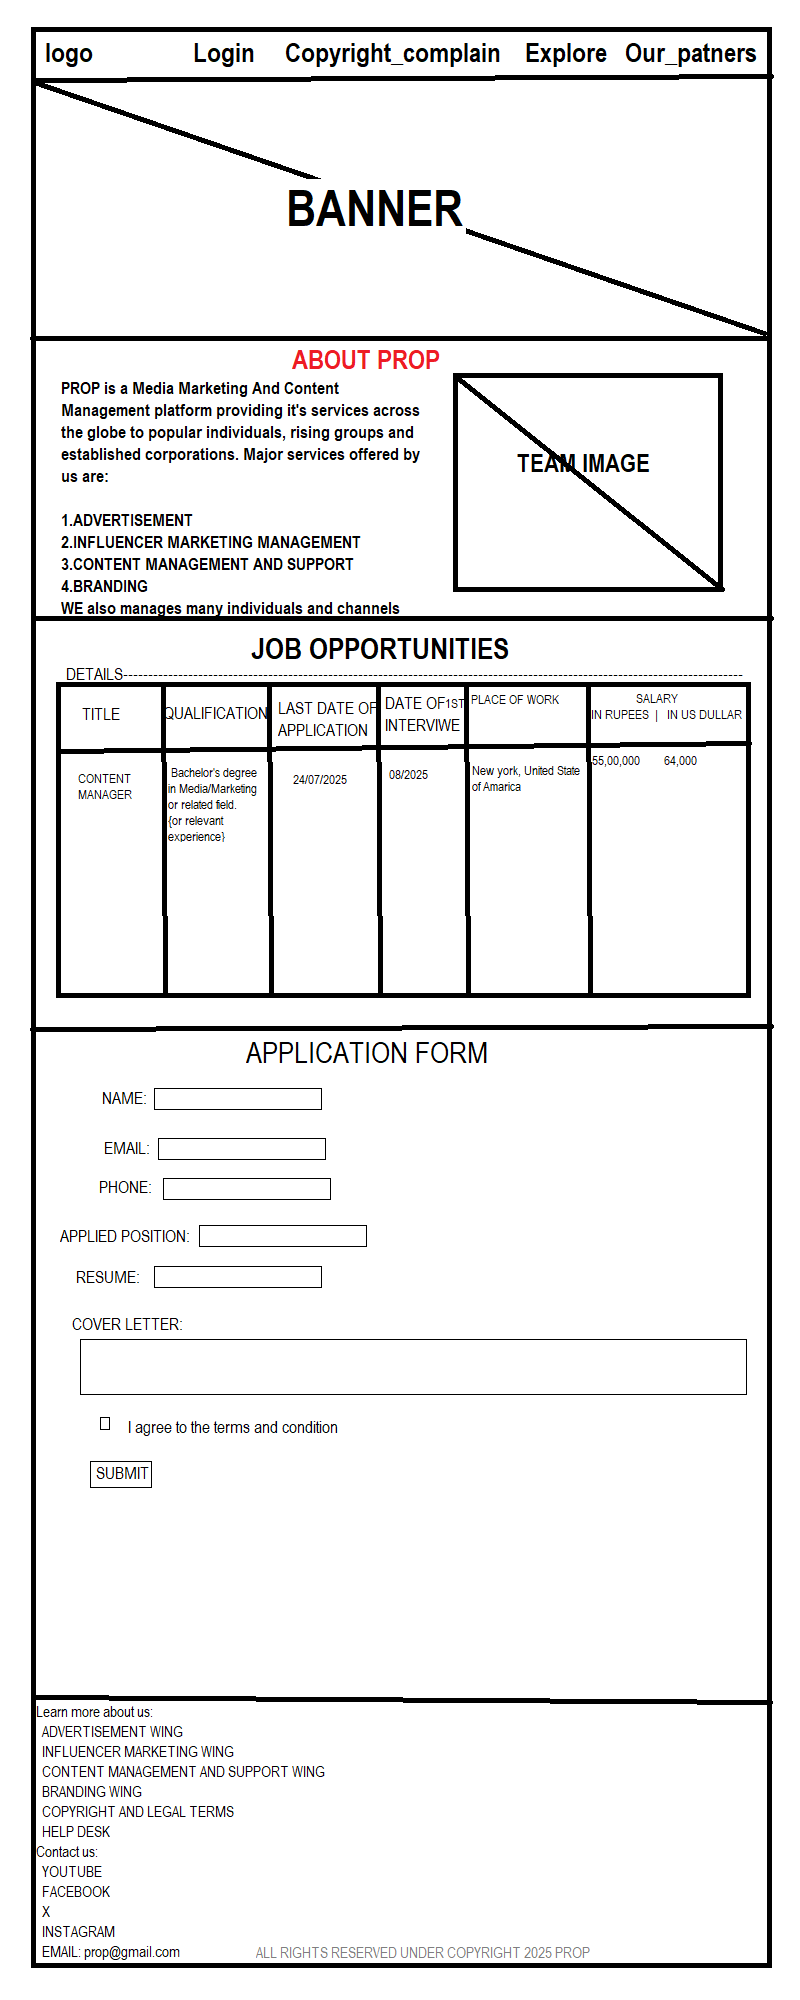 logo Login Copyright_complain Explore Our_patners
BANNER
ABOUT PROP
PROP is a Media Marketing And Content
Management platform providing it's services across
the globe to popular individuals, rising groups and
established corporations. Major services offered by
us are:
1.ADVERTISEMENT
2.INFLUENCER MARKETING MANAGEMENT
3.CONTENT MANAGEMENT AND SUPPORT
4.BRANDING
WE also manages many individuals and channels
TEAM IMAGE
JOB OPPORTUNITIES
DETAILS----------------------------------------------------------------------------------------------------
TITLE
QUALIFICATION
LAST DATE OF
APPLICATION
DATE OF 1ST
INTERVIWE
PLACE OF WORK
SALARY
IN RUPEES | IN US DULLAR
CONTENT
MANAGER
Bachelor's degree
in Media/Marketing
or related field.
{or relevant
experience}
24/07/2025
08/2025
New york, United State
of Amarica
55,00,000 64,000
APPLICATION FORM
NAME:
EMAIL:
PHONE:
APPLIED POSITION:
RESUME:
COVER LETTER:
I agree to the terms and condition
SUBMIT
Learn more about us:
ADVERTISEMENT WING
INFLUENCER MARKETING WING
CONTENT MANAGEMENT AND SUPPORT WING
BRANDING WING
COPYRIGHT AND LEGAL TERMS
HELP DESK
Contact us:
YOUTUBE
FACEBOOK
X
INSTAGRAM
EMAIL: prop@gmail.com
ALL RIGHTS RESERVED UNDER COPYRIGHT 2025 PROP